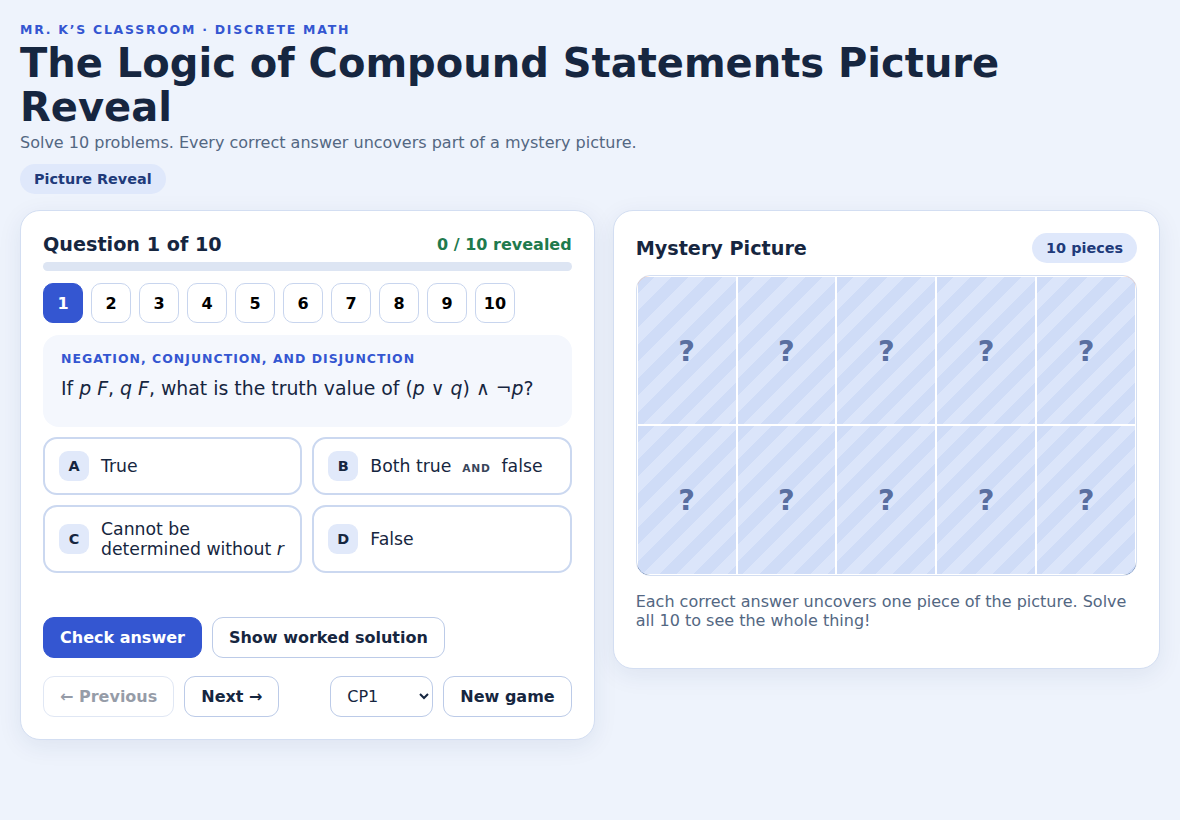 MR. K’S CLASSROOM · DISCRETE MATH
The Logic of Compound Statements Picture
Reveal
Solve 10 problems. Every correct answer uncovers part of a mystery picture.
Picture Reveal
Question 1 of 10
0 / 10 revealed
1 2 3 4 5 6 7 8 9 10
NEGATION, CONJUNCTION, AND DISJUNCTION
If p F, q F, what is the truth value of (p ∨ q) ∧ ¬p?
A True
B Both true AND false
C Cannot be
determined without r
D False
Check answer
Show worked solution
← Previous
Next →
CP1
New game
Mystery Picture
10 pieces
? ? ? ? ?
? ? ? ? ?
Each correct answer uncovers one piece of the picture. Solve
all 10 to see the whole thing!